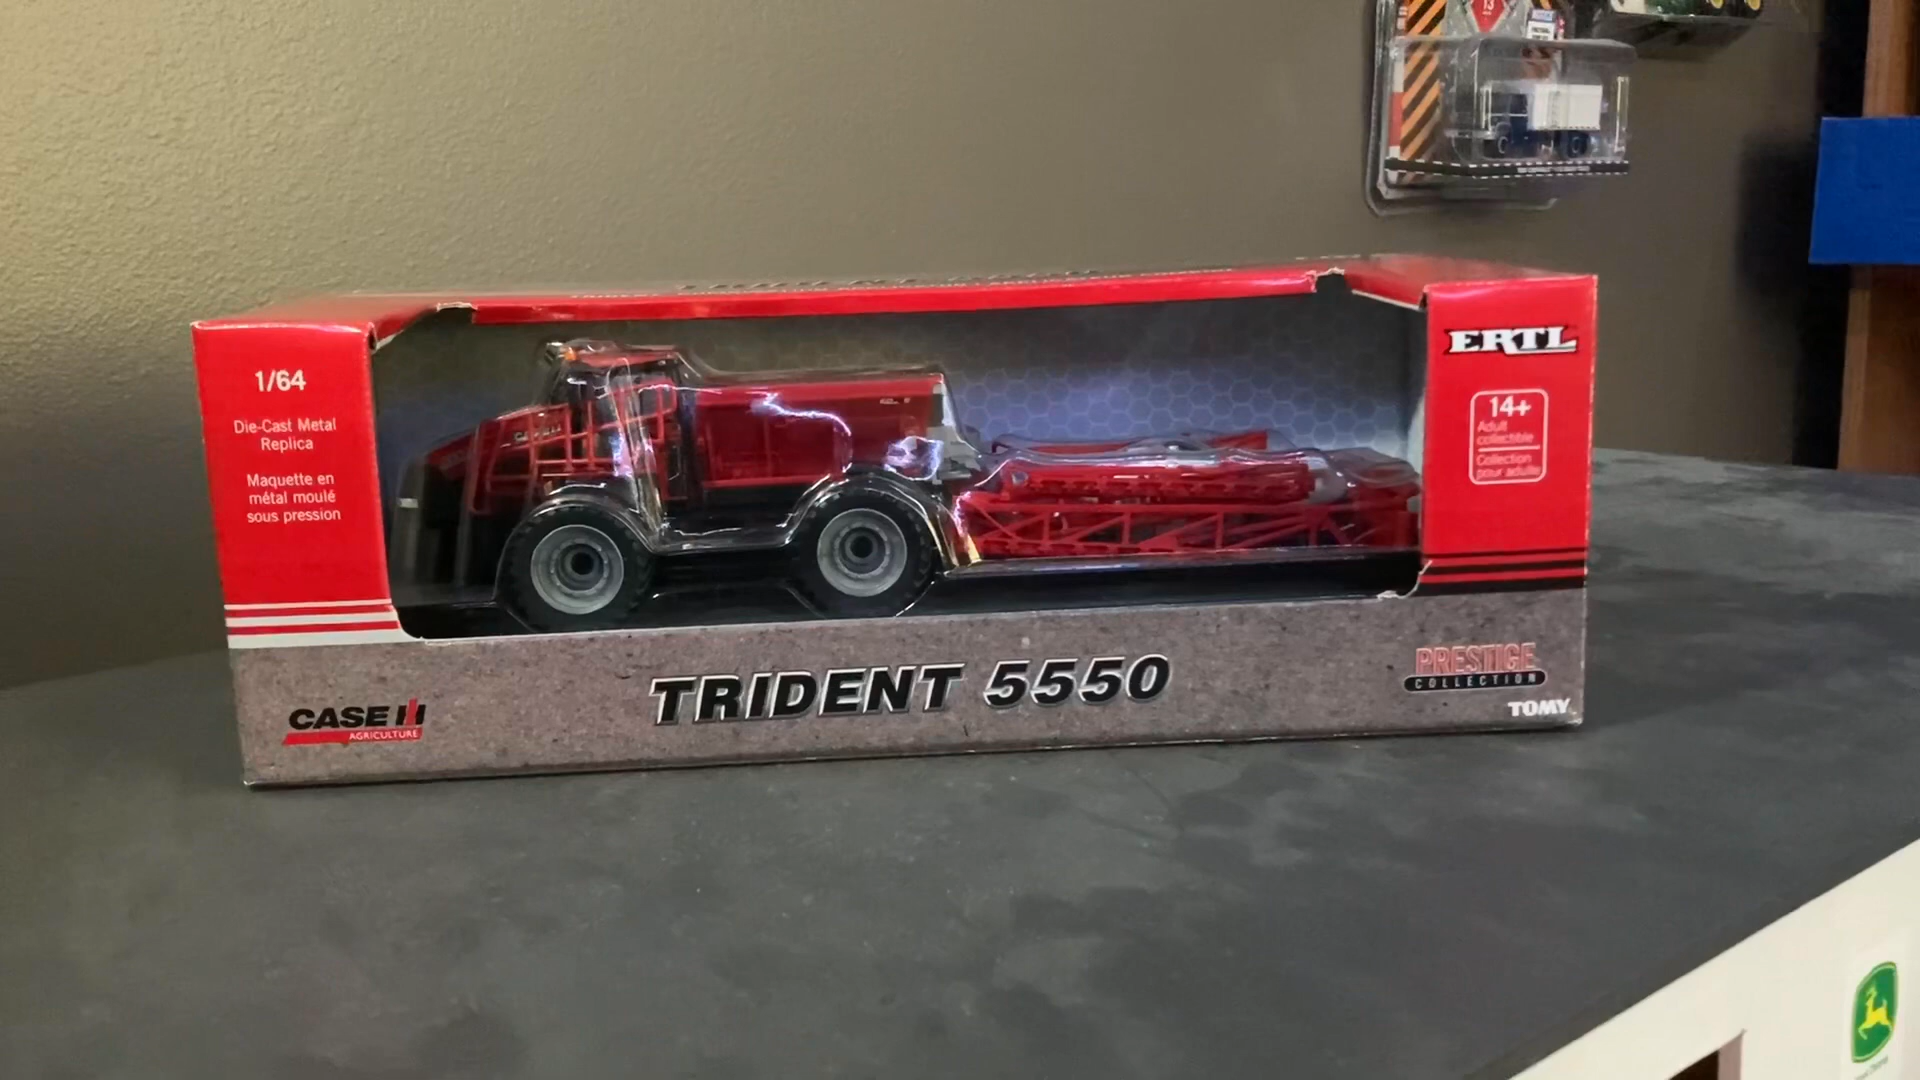 1/64
Die-Cast Metal
Replica
Maquette en
métal moulé
sous pression
ERTL
14+
Adult
collectible
Collection
pour adulte
TRIDENT 5550
CASE IH
AGRICULTURE
PRESTIGE
COLLECTION
TOMY
13